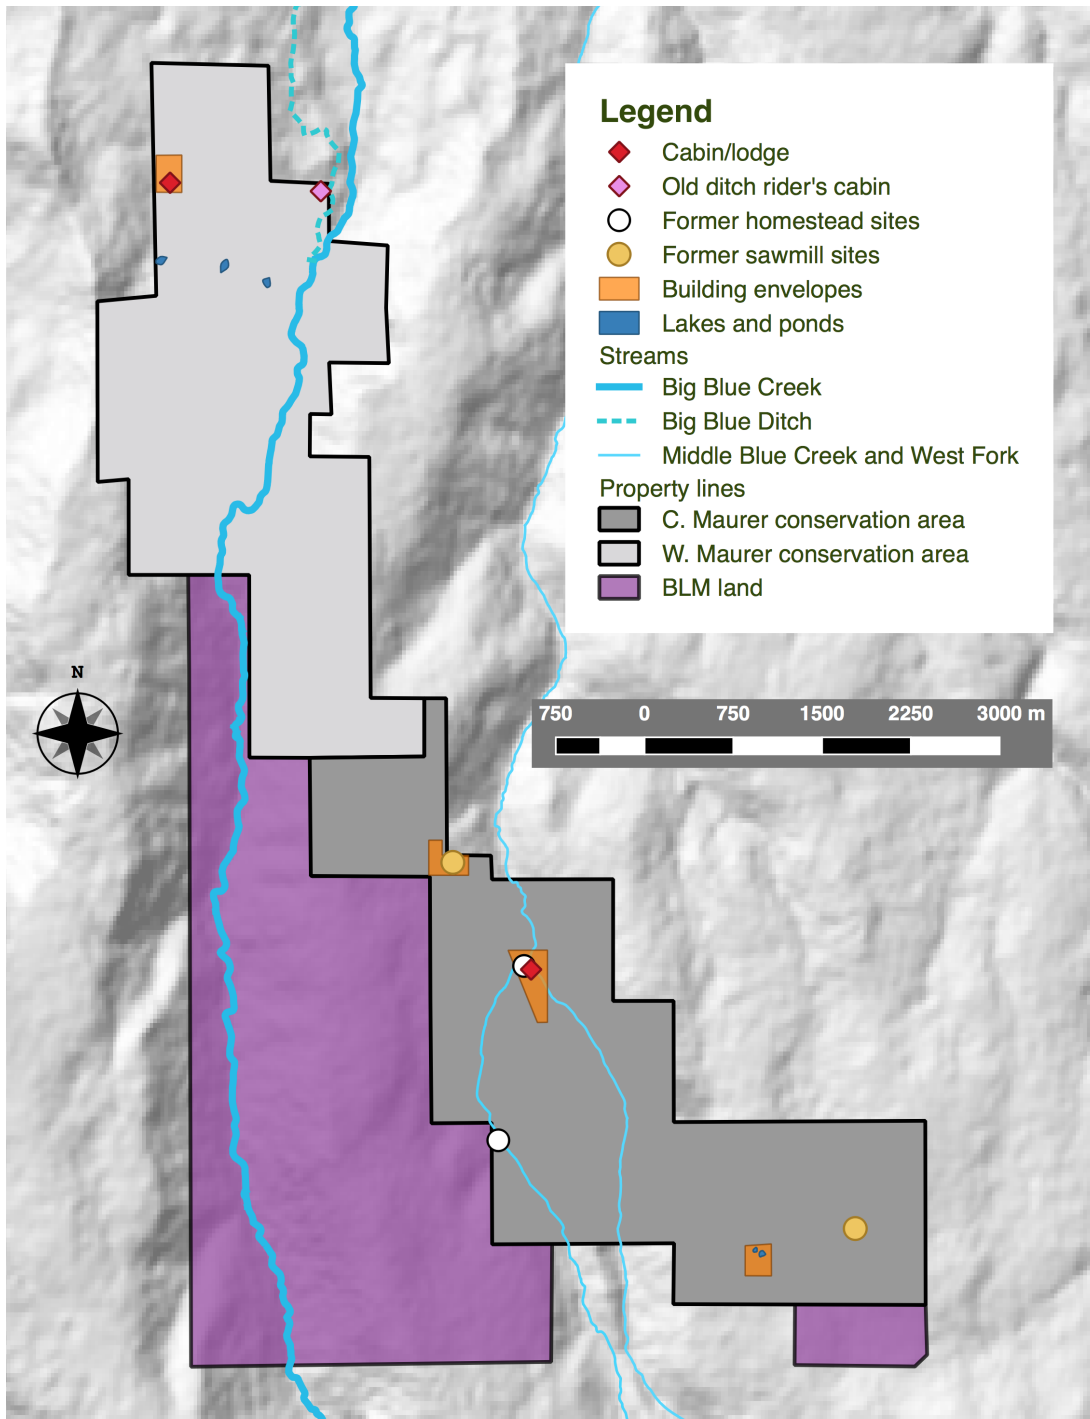 Legend
Cabin/lodge
Old ditch rider's cabin
Former homestead sites
Former sawmill sites
Building envelopes
Lakes and ponds
Streams
Big Blue Creek
Big Blue Ditch
Middle Blue Creek and West Fork
Property lines
C. Maurer conservation area
W. Maurer conservation area
BLM land
N
750 0 750 1500 2250 3000 m